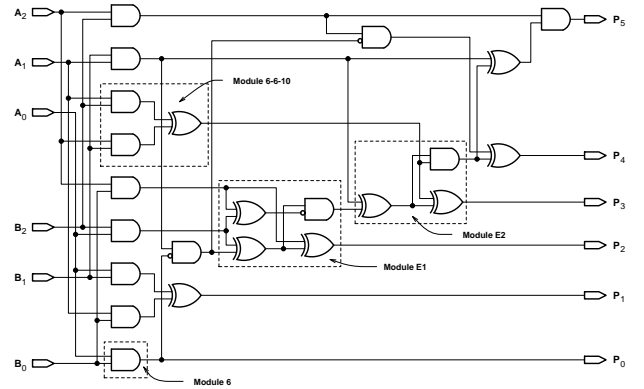 A2
P5
A1
Module 6-6-10
A0
P4
P3
B2
Module E2
P2
Module E1
B1
P1
B0
P0
Module 6